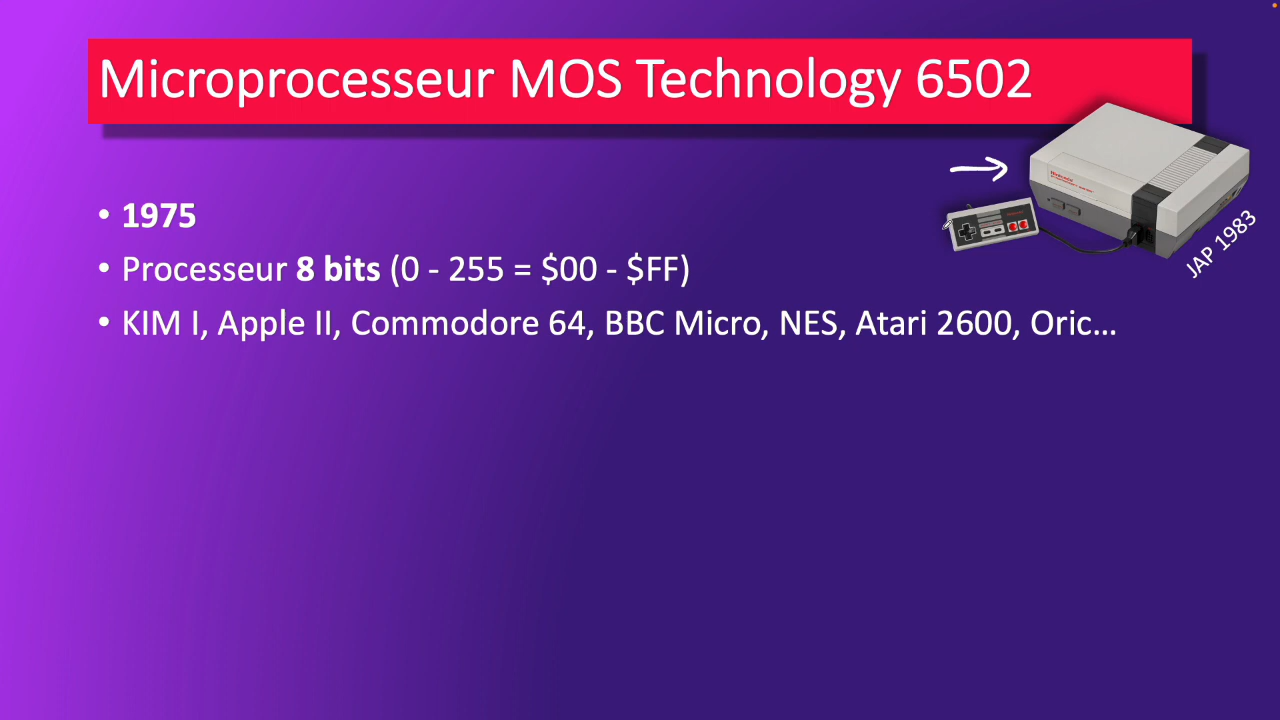 Microprocesseur MOS Technology 6502
JAP 1983
• 1975
• Processeur 8 bits (0 - 255 = $00 - $FF)
• KIM I, Apple II, Commodore 64, BBC Micro, NES, Atari 2600, Oric...